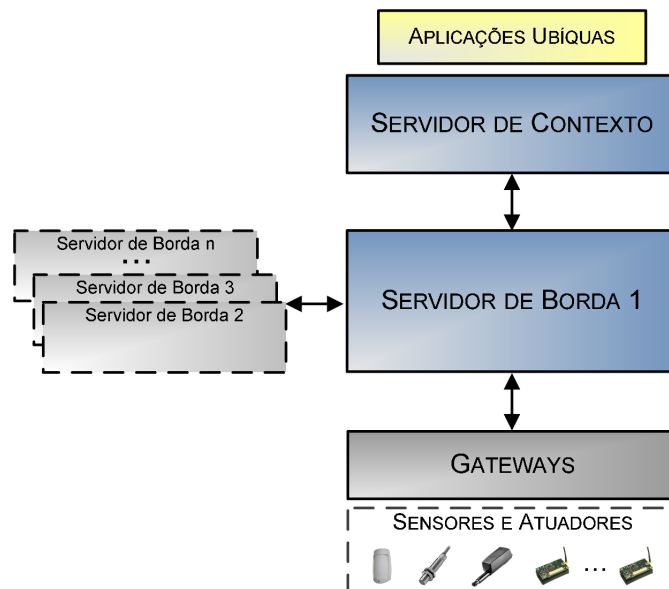 APLICAÇÕES UBÍQUAS
SERVIDOR DE CONTEXTO
Servidor de Borda n
...
Servidor de Borda 3
Servidor de Borda 2
SERVIDOR DE BORDA 1
GATEWAYS
SENSORES E ATUADORES
...